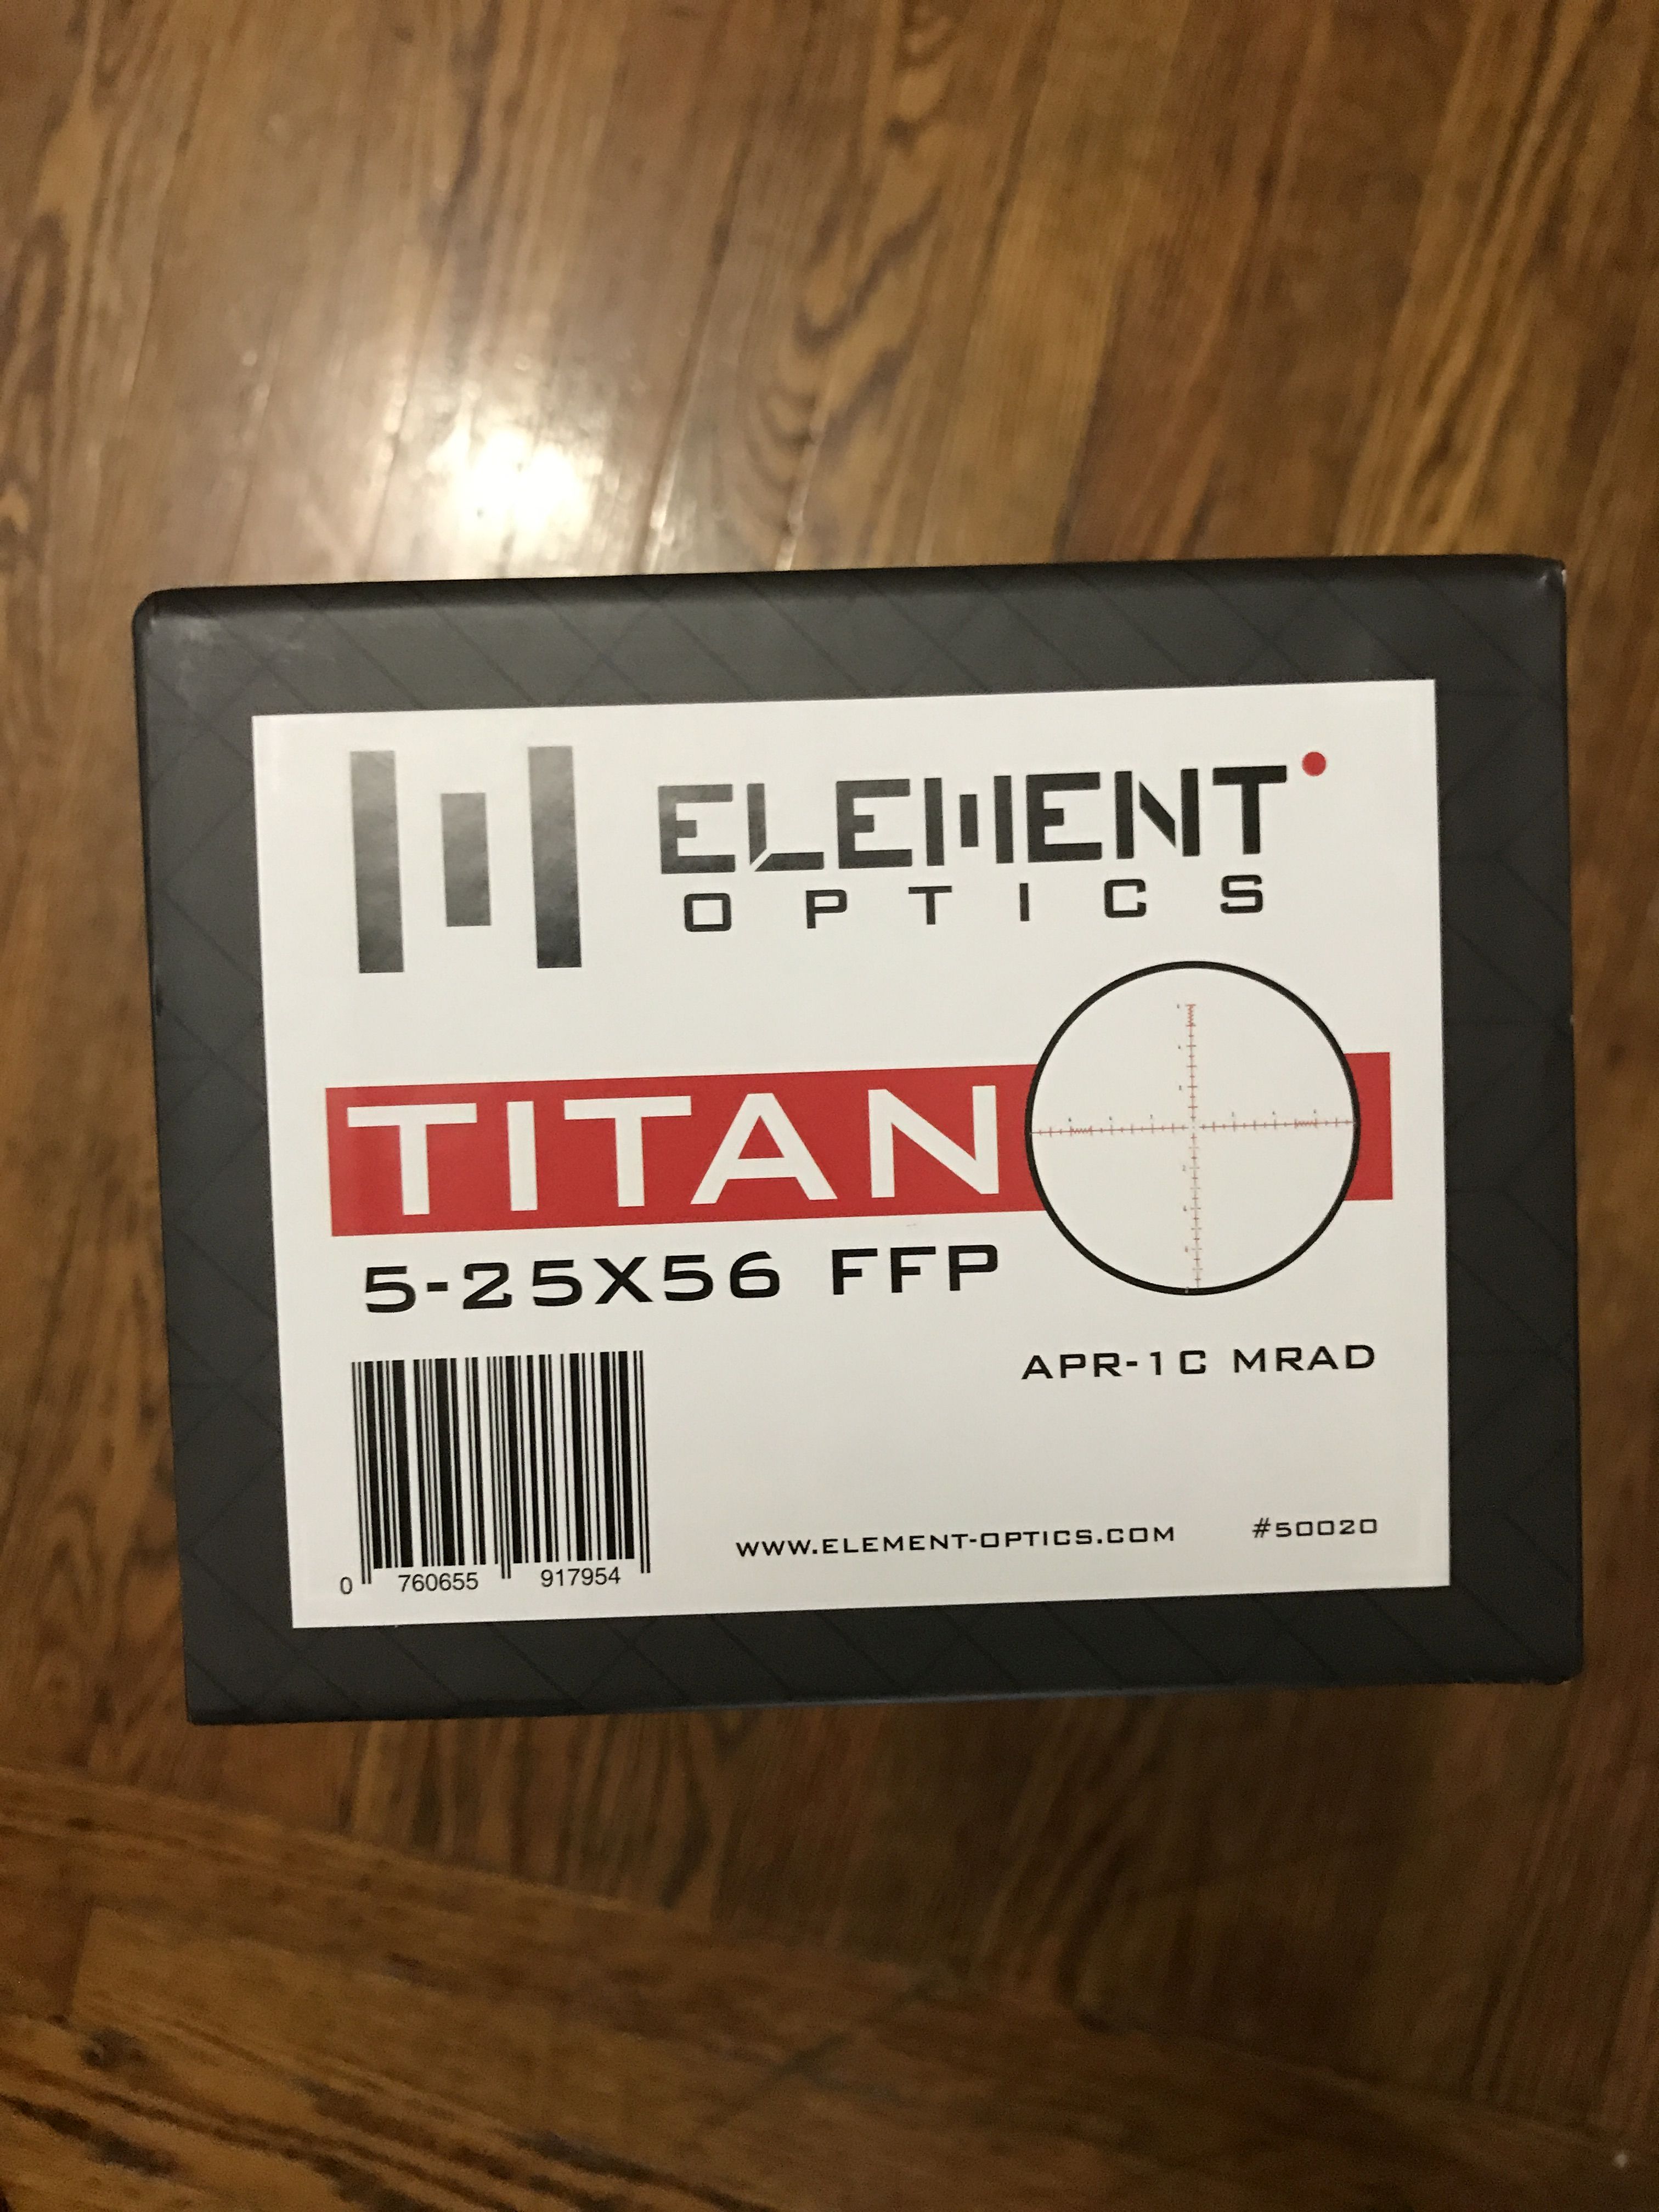 ELEMENT
OPTICS
TITAN
5-25X56 FFP
APR-1C MRAD
WWW.ELEMENT-OPTICS.COM #50020
0 760655 917954